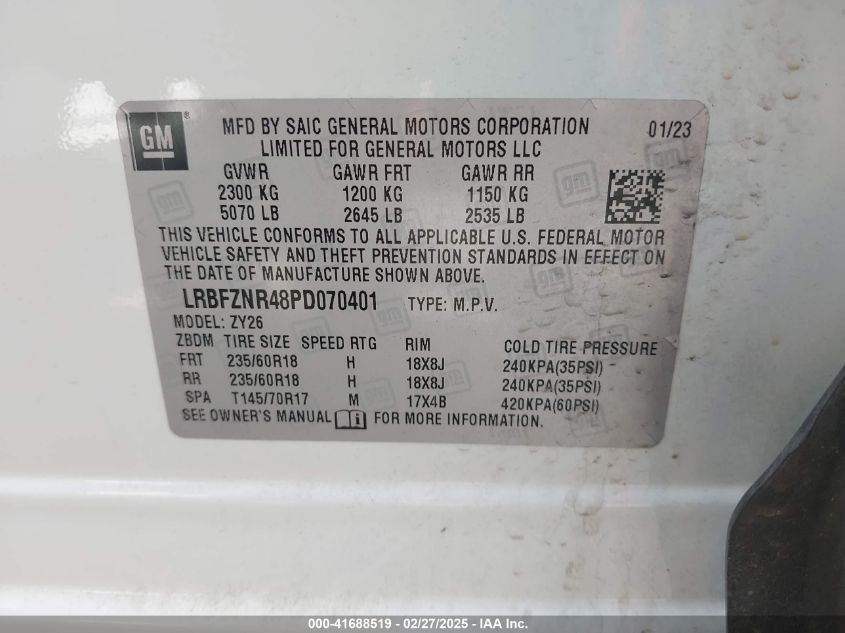 GM ® MFD BY SAIC GENERAL MOTORS CORPORATION 01/23
LIMITED FOR GENERAL MOTORS LLC
GVWR GAWR FRT GAWR RR
2300 KG 1200 KG 1150 KG
5070 LB 2645 LB 2535 LB
THIS VEHICLE CONFORMS TO ALL APPLICABLE U.S. FEDERAL MOTOR
VEHICLE SAFETY AND THEFT PREVENTION STANDARDS IN EFFECT ON
THE DATE OF MANUFACTURE SHOWN ABOVE.
LRBFZNR48PD070401 TYPE: M.P.V.
MODEL: ZY26
ZBDM TIRE SIZE SPEED RTG RIM COLD TIRE PRESSURE
FRT 235/60R18 H 18X8J 240KPA(35PSI)
RR 235/60R18 H 18X8J 240KPA(35PSI)
SPA T145/70R17 M 17X4B 420KPA(60PSI)
SEE OWNER'S MANUAL FOR MORE INFORMATION.
000-41688519 - 02/27/2025 - IAA Inc.